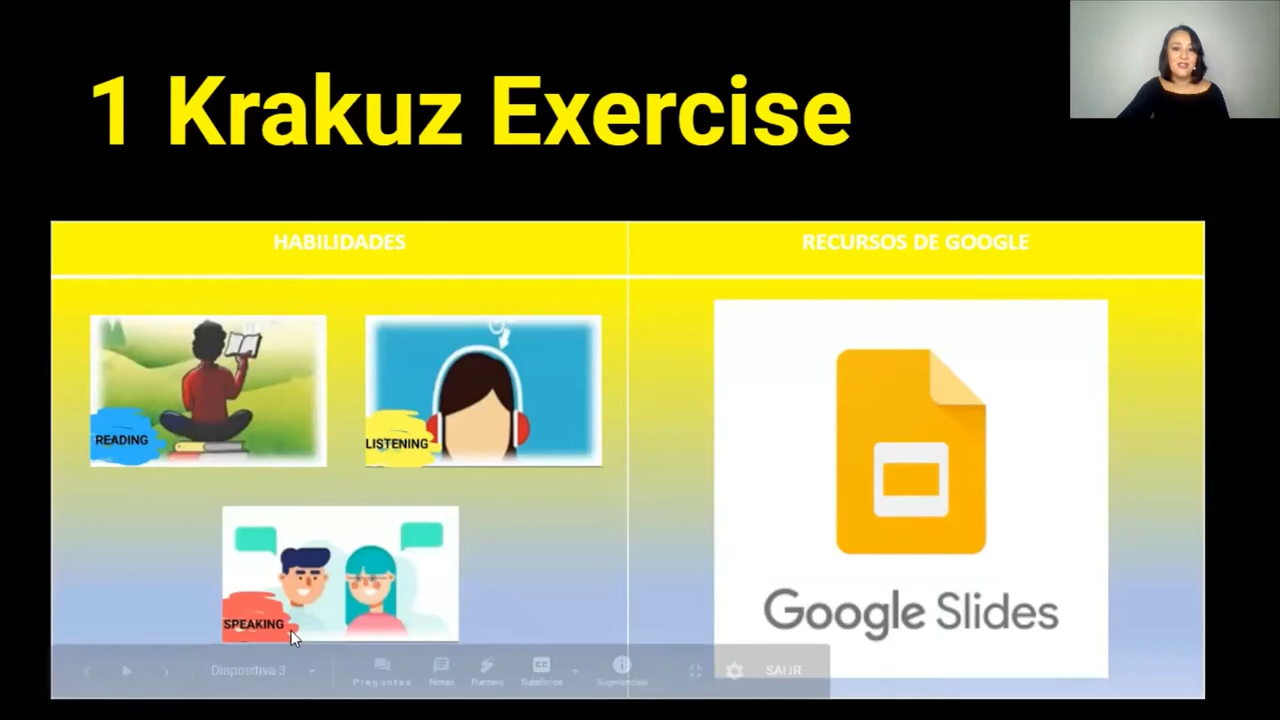 1 Krakuz Exercise
HABILIDADES
RECURSOS DE GOOGLE
READING
LISTENING
SPEAKING
Google Slides
Diapositiva 3
CC
Preguntas
Notas
Puntero
Subtítulos
Sugerencias
SALIR